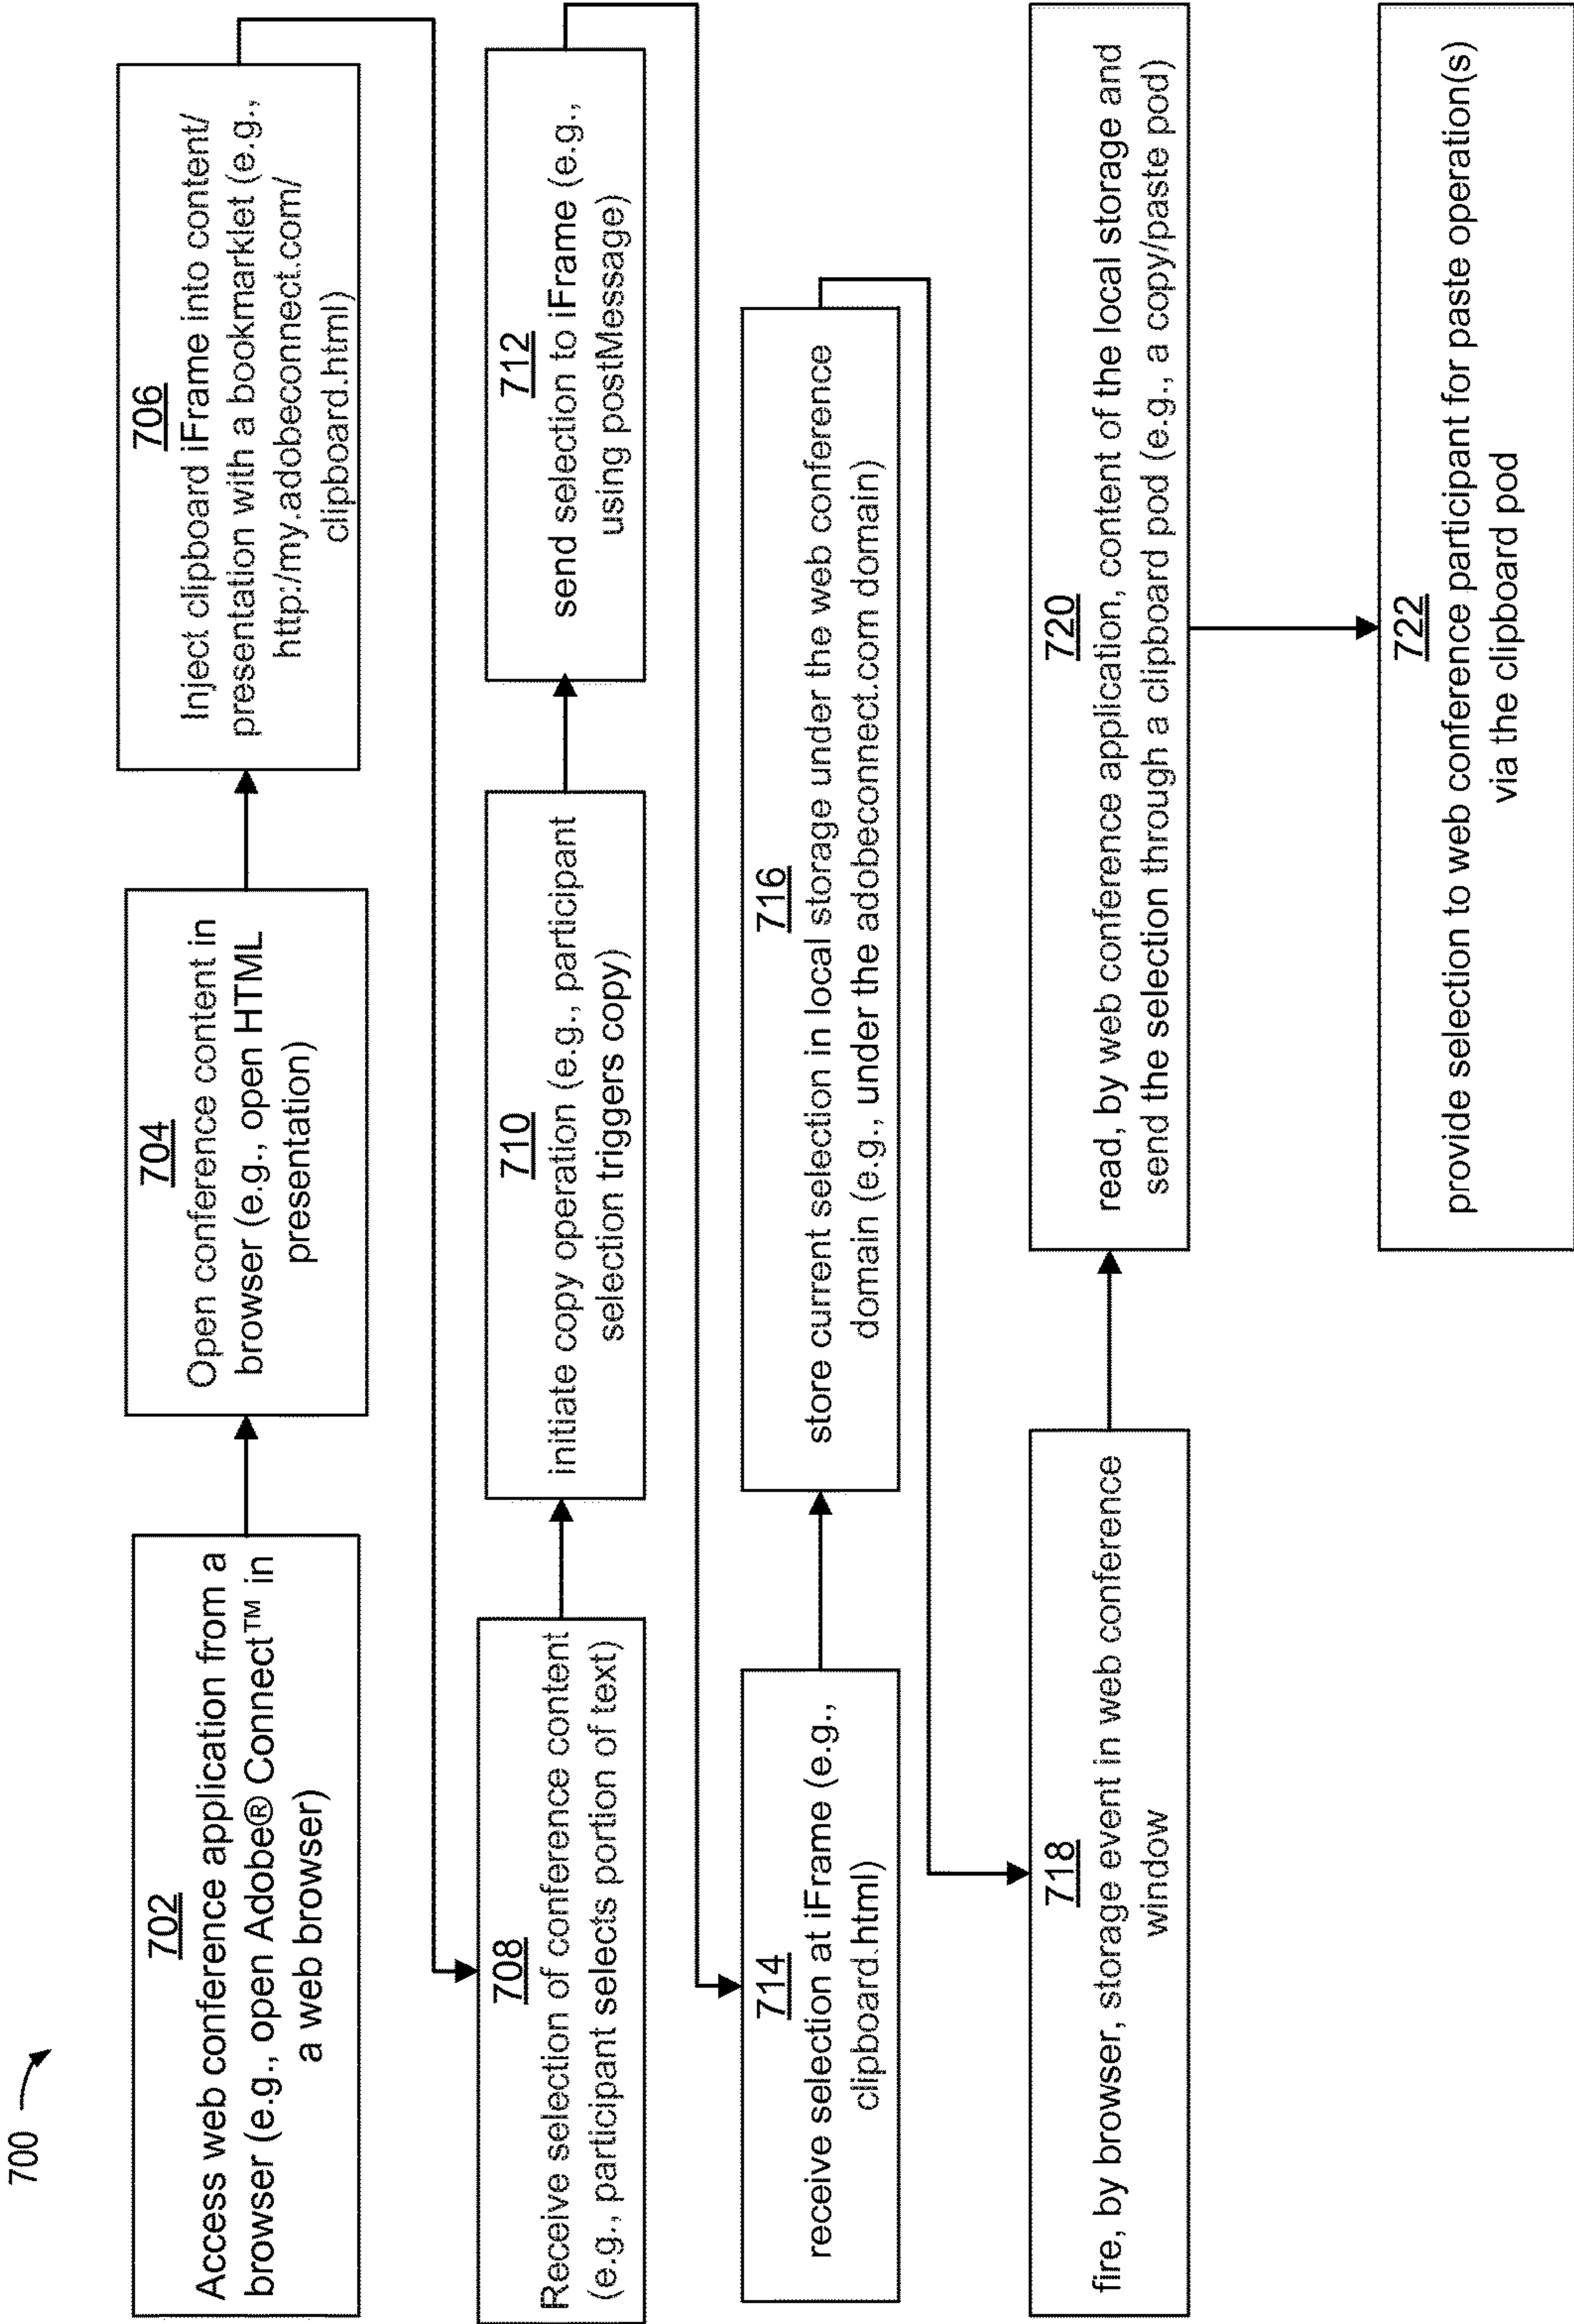 700
702
Access web conference application from a
browser (e.g., open Adobe® Connect™ in
a web browser)
704
Open conference content in
browser (e.g., open HTML
presentation)
706
Inject clipboard iFrame into content/
presentation with a bookmarklet (e.g.,
http:/my.adobeconnect.com/
clipboard.html)
708
Receive selection of conference content
(e.g., participant selects portion of text)
710
initiate copy operation (e.g., participant
selection triggers copy)
712
send selection to iFrame (e.g.,
using postMessage)
714
receive selection at iFrame (e.g.,
clipboard.html)
716
store current selection in local storage under the web conference
domain (e.g., under the adobeconnect.com domain)
718
fire, by browser, storage event in web conference
window
720
read, by web conference application, content of the local storage and
send the selection through a clipboard pod (e.g., a copy/paste pod)
722
provide selection to web conference participant for paste operation(s)
via the clipboard pod